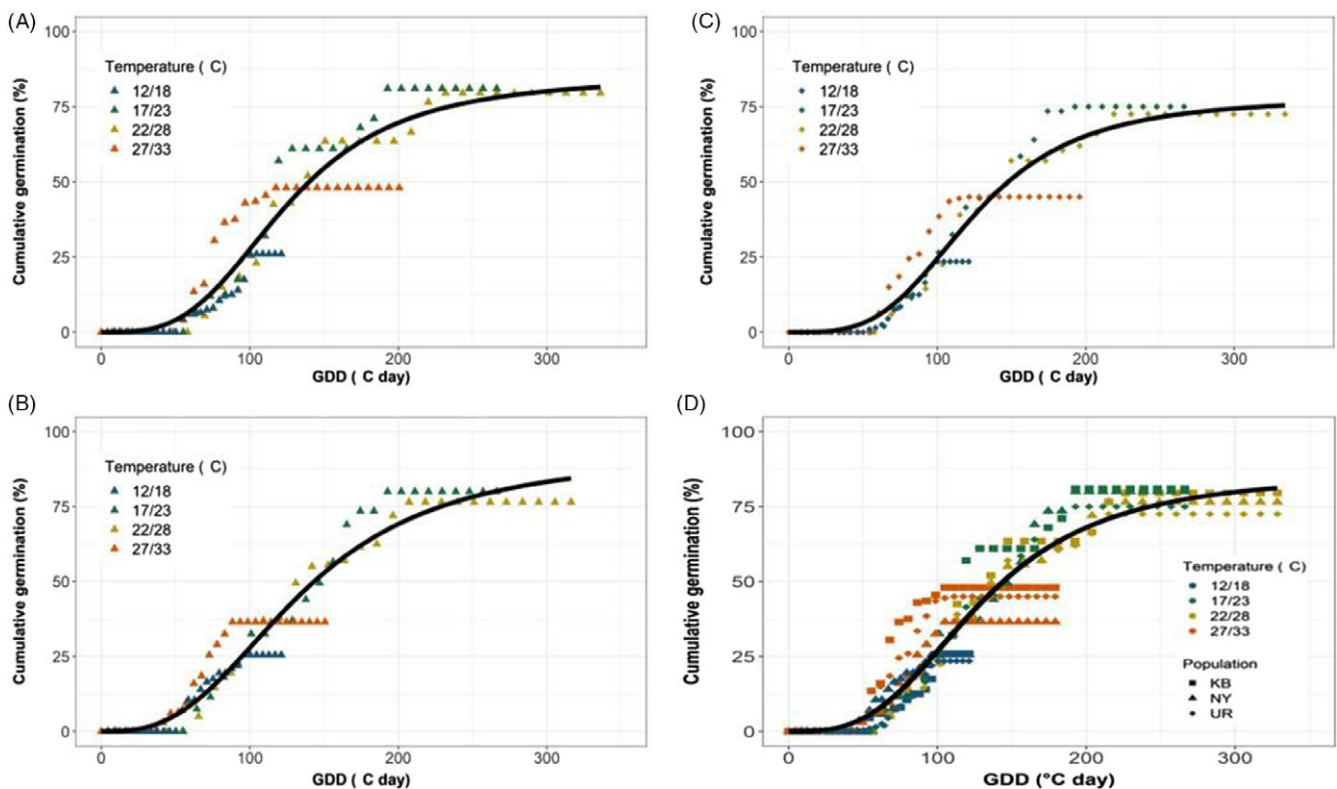 (A)
100
75
50
25
0
Cumulative germination (%)
Temperature ( C)
12/18
17/23
22/28
27/33
0 100 200 300
GDD ( C day)
(C)
100
75
50
25
0
Cumulative germination (%)
Temperature ( C)
12/18
17/23
22/28
27/33
0 100 200 300
GDD ( C day)
(B)
100
75
50
25
0
Cumulative germination (%)
Temperature ( C)
12/18
17/23
22/28
27/33
0 100 200 300
GDD ( C day)
(D)
100
75
50
25
0
Cumulative germination (%)
Temperature ( C)
12/18
17/23
22/28
27/33
Population
KB
NY
UR
0 100 200 300
GDD (°C day)